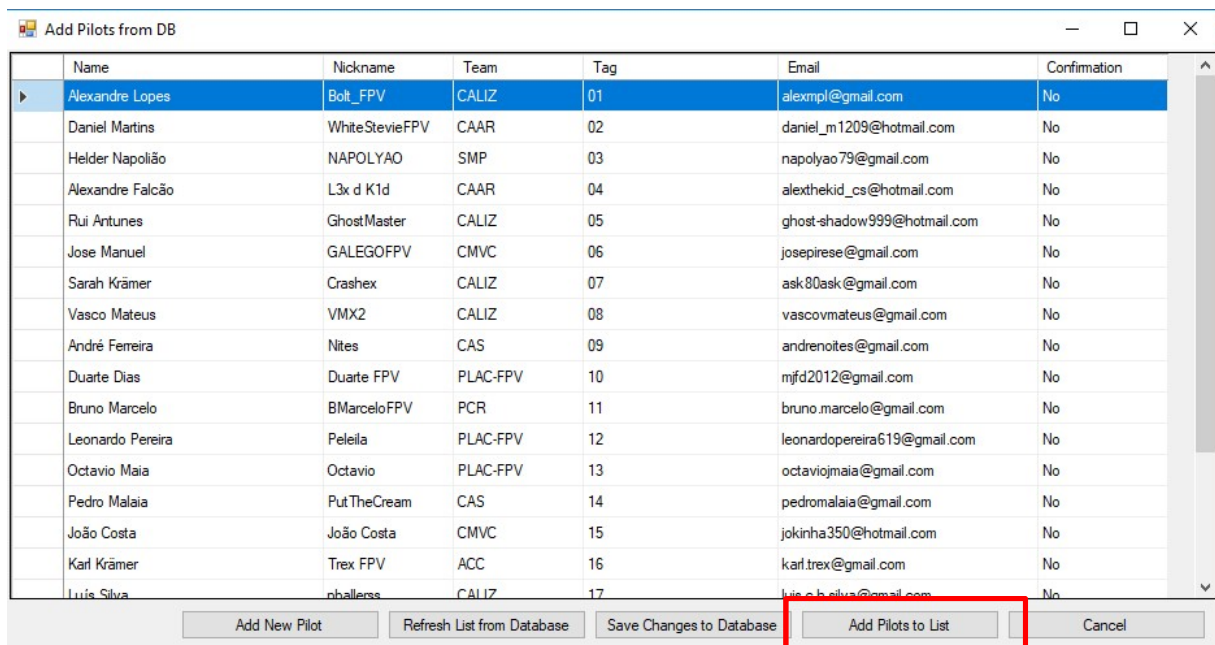 Add Pilots from DB
Name Nickname Team Tag Email Confirmation
Alexandre Lopes Bolt_FPV CALIZ 01 alexmpl@gmail.com No
Daniel Martins WhiteStevieFPV CAAR 02 daniel_m1209@hotmail.com No
Helder Napolião NAPOLYAO SMP 03 napolyao79@gmail.com No
Alexandre Falcão L3x d K1d CAAR 04 alexthekid_cs@hotmail.com No
Rui Antunes GhostMaster CALIZ 05 ghost-shadow999@hotmail.com No
Jose Manuel GALEGOFPV CMVC 06 josepirese@gmail.com No
Sarah Krämer Crashex CALIZ 07 ask80ask@gmail.com No
Vasco Mateus VMX2 CALIZ 08 vascovmateus@gmail.com No
André Ferreira Nites CAS 09 andrenoites@gmail.com No
Duarte Dias Duarte FPV PLAC-FPV 10 mjfd2012@gmail.com No
Bruno Marcelo BMarceloFPV PCR 11 bruno.marcelo@gmail.com No
Leonardo Pereira Peleila PLAC-FPV 12 leonardopereira619@gmail.com No
Octavio Maia Octavio PLAC-FPV 13 octaviojmaia@gmail.com No
Pedro Malaia PutTheCream CAS 14 pedromalaia@gmail.com No
João Costa João Costa CMVC 15 jokinha350@hotmail.com No
Karl Krämer Trex FPV ACC 16 karl.trex@gmail.com No
Luís Silva CALIZ 17 No
Add New Pilot Refresh List from Database Save Changes to Database Add Pilots to List Cancel